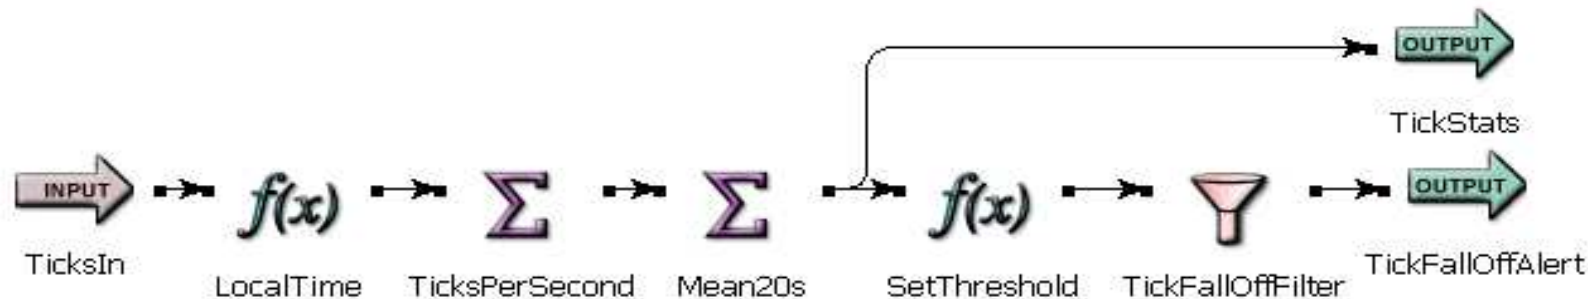 OUTPUT
TickStats
INPUT
TicksIn
f(x)
LocalTime
Σ
TicksPerSecond
Σ
Mean20s
f(x)
SetThreshold
TickFallOffFilter
OUTPUT
TickFallOffAlert